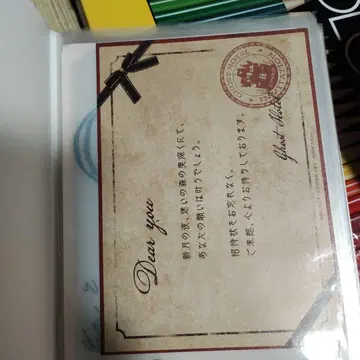 Dear you
新月の夜、迷いの森の奥深くにて、
あなたの願いは叶うでしょう。
招待状をお忘れなく。
ご来館、心よりお待ちしております。
Ghost Hotel